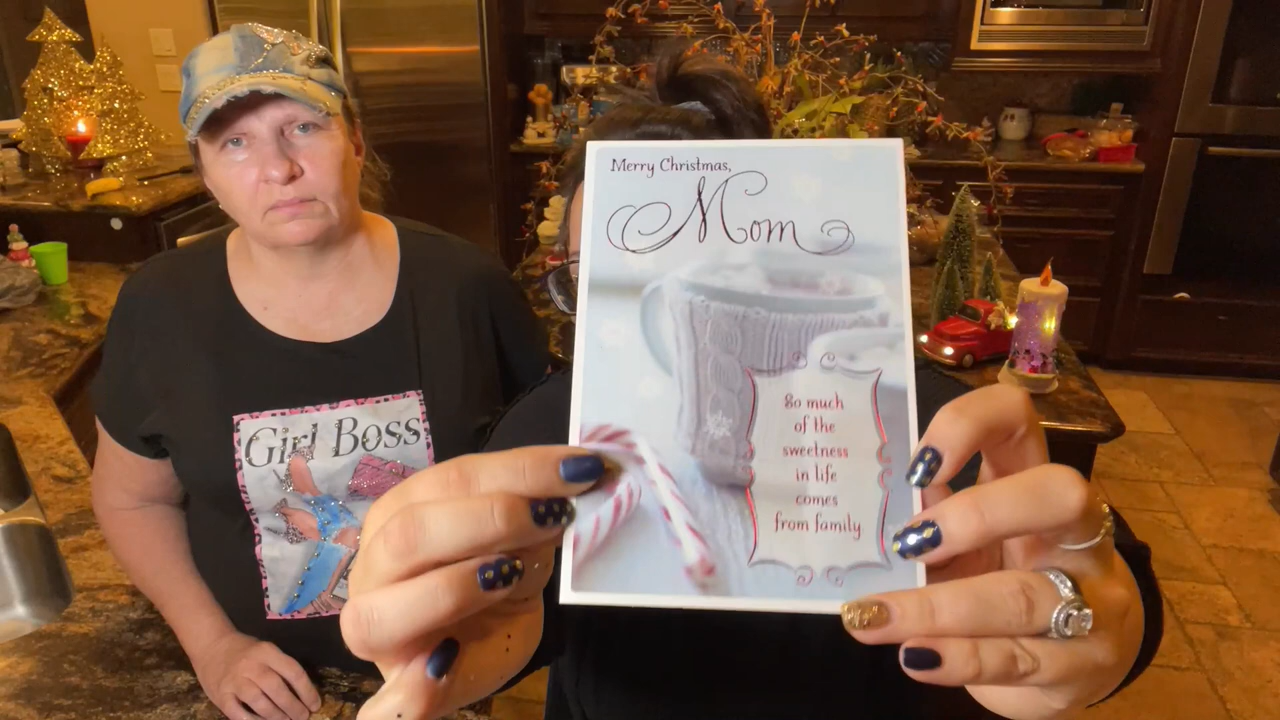 Merry Christmas,
Mom
So much
of the
sweetness
in life
comes
from family
Girl Boss